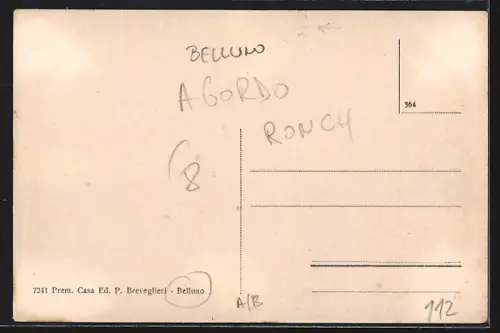 BELLUNO
AGORDO
364
RONCH
8
7241 Prem. Casa Ed. P. Breveglieri - Belluno
A/B
112